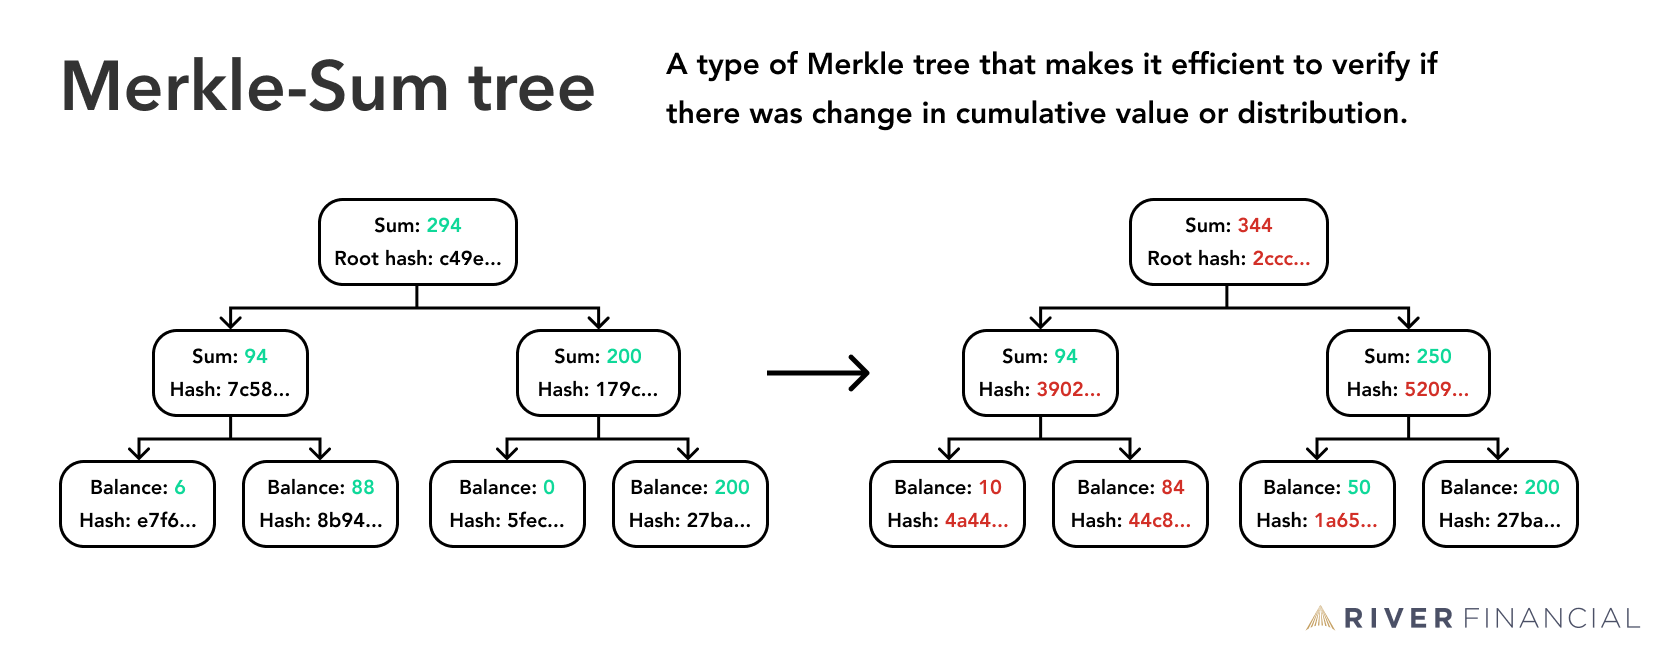 Merkle-Sum tree
A type of Merkle tree that makes it efficient to verify if
there was change in cumulative value or distribution.
Sum: 294
Root hash: c49e...
Sum: 94
Hash: 7c58...
Sum: 200
Hash: 179c...
Balance: 6
Hash: e7f6...
Balance: 88
Hash: 8b94...
Balance: 0
Hash: 5fec...
Balance: 200
Hash: 27ba...
Sum: 344
Root hash: 2ccc...
Sum: 94
Hash: 3902...
Sum: 250
Hash: 5209...
Balance: 10
Hash: 4a44...
Balance: 84
Hash: 44c8...
Balance: 50
Hash: 1a65...
Balance: 200
Hash: 27ba...
RIVER FINANCIAL